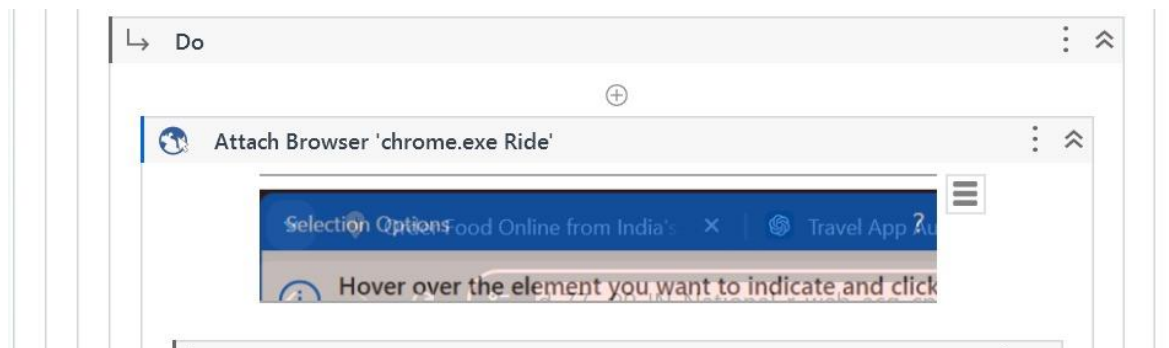 Do
Attach Browser 'chrome.exe Ride'
Selection Options Food Online from India's × Travel App ?
Hover over the element you want to indicate and click